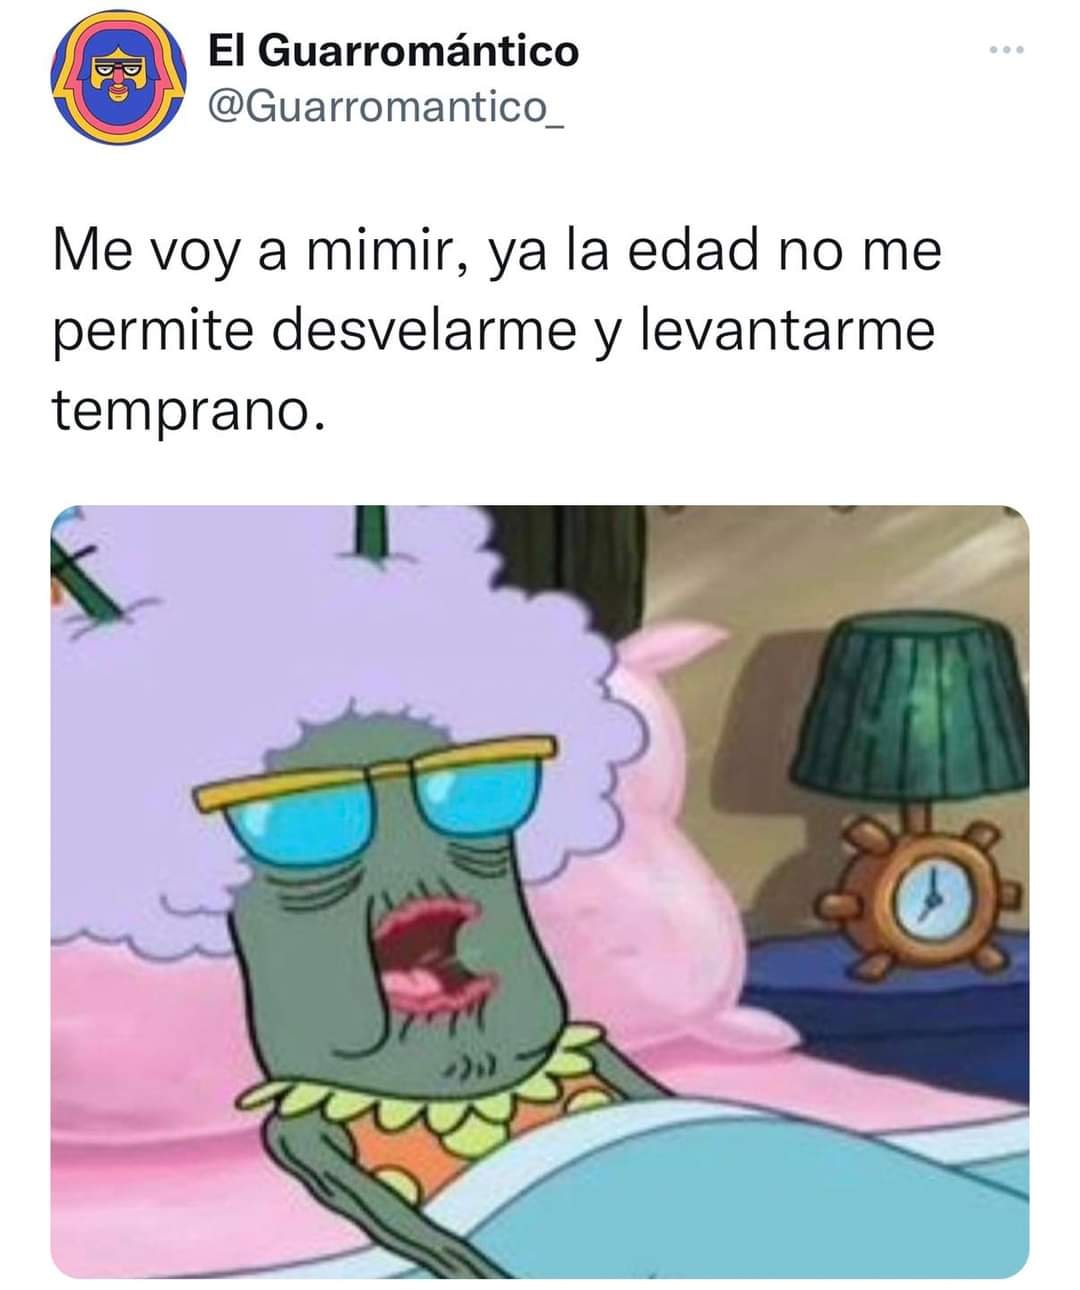 El Guarromántico
@Guarromantico_
Me voy a mimir, ya la edad no me
permite desvelarme y levantarme
temprano.